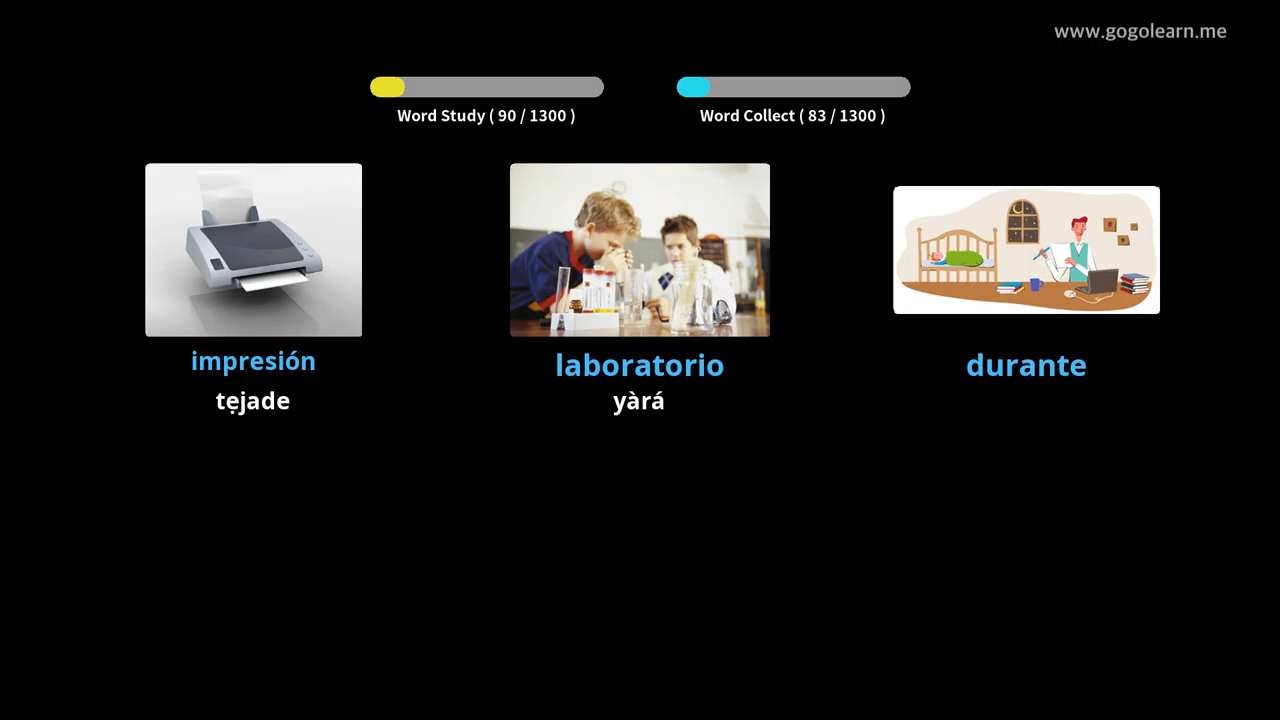 www.gogolearn.me
Word Study ( 90 / 1300 )
Word Collect ( 83 / 1300 )
impresión
tẹjade
laboratorio
yàrá
durante